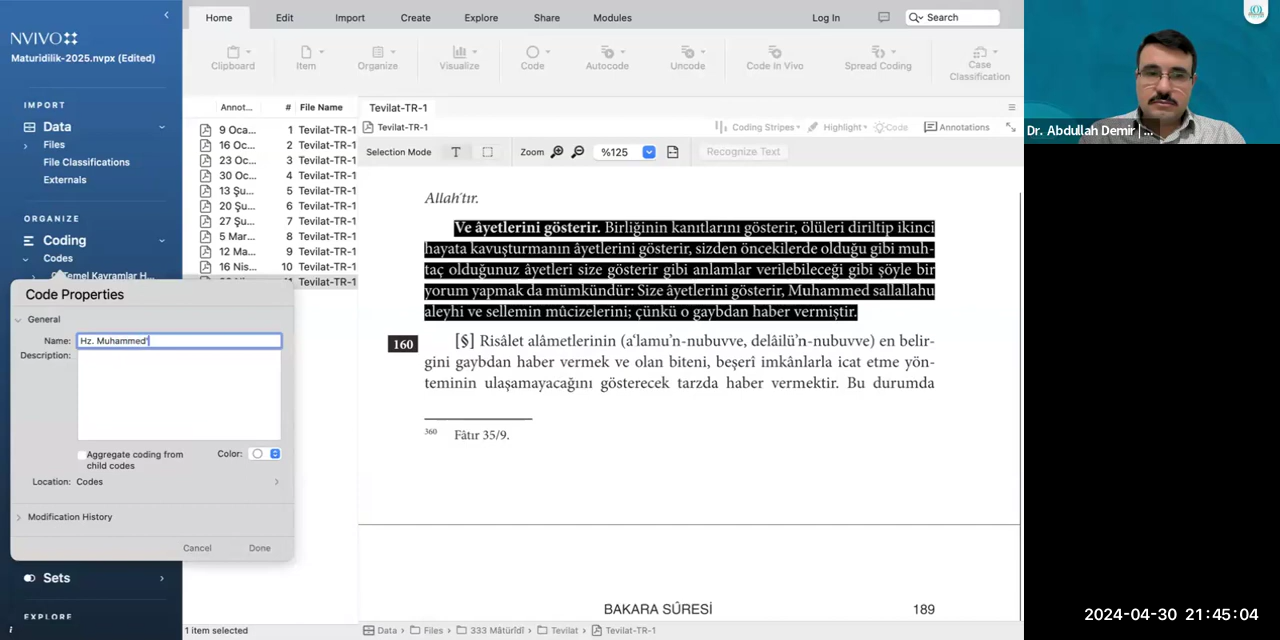 NVIVO
Maturidilik-2025.nvpx (Edited)
IMPORT
Data
Files
File Classifications
Externals
ORGANIZE
Coding
Codes
Temel Kavramlar H...
Code Properties
General
Name: Hz. Muhammed'
Description:
Aggregate coding from
child codes
Color:
Location: Codes
Modification History
Cancel Done
Sets
EXPLORE
Home Edit Import Create Explore Share Modules Log In Search
Clipboard Item Organize Visualize Code Autocode Uncode Code In Vivo Spread Coding Case
Classification
Annot... # File Name
9 Oca... 1 Tevilat-TR-1
16 Oc... 2 Tevilat-TR-1
23 Oc... 3 Tevilat-TR-1
30 Oc... 4 Tevilat-TR-1
13 Şu... 5 Tevilat-TR-1
20 Şu... 6 Tevilat-TR-1
27 Şu... 7 Tevilat-TR-1
5 Mar... 8 Tevilat-TR-1
12 Ma... 9 Tevilat-TR-1
16 Nis... 10 Tevilat-TR-1
Tevilat-TR-1
1 item selected
Tevilat-TR-1
Tevilat-TR-1 Coding Stripes Highlight Code Annotations
Selection Mode T Zoom %125 Recognize Text
Allah'tır.
Ve âyetlerini gösterir. Birliğinin kanıtlarını gösterir, ölüleri diriltip ikinci
hayata kavuşturmanın âyetlerini gösterir, sizden öncekilerde olduğu gibi muh-
taç olduğunuz âyetleri size gösterir gibi anlamlar verilebileceği gibi şöyle bir
yorum yapmak da mümkündür: Size âyetlerini gösterir, Muhammed sallallahu
aleyhi ve sellemin mûcizelerini; çünkü o gaybdan haber vermiştir.
160 [§] Risâlet alâmetlerinin (a‘lamu’n-nubuvve, delâilü’n-nubuvve) en belir-
gini gaybdan haber vermek ve olan biteni, beşerî imkânlarla icat etme yön-
teminin ulaşamayacağını gösterecek tarzda haber vermektir. Bu durumda
360 Fâtır 35/9.
BAKARA SÛRESİ 189
Data Files 333 Mâtürîdî Tevilat Tevilat-TR-1
Dr. Abdullah Demir | ...
2024-04-30 21:45:04